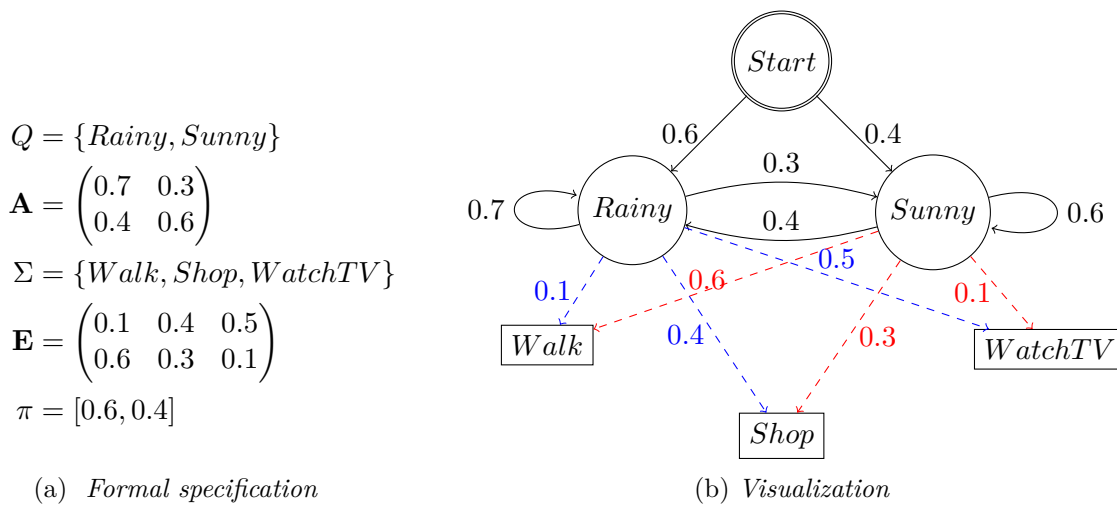 Q = {Rainy, Sunny}
A = (0.7 0.3
0.4 0.6)
Σ = {Walk, Shop, WatchTV}
E = (0.1 0.4 0.5
0.6 0.3 0.1)
π = [0.6, 0.4]
(a) Formal specification
Start
0.6
0.4
0.3
0.7
Rainy
Sunny
0.6
0.4
0.5
0.6
0.1
0.1
0.4
0.3
Walk
WatchTV
Shop
(b) Visualization